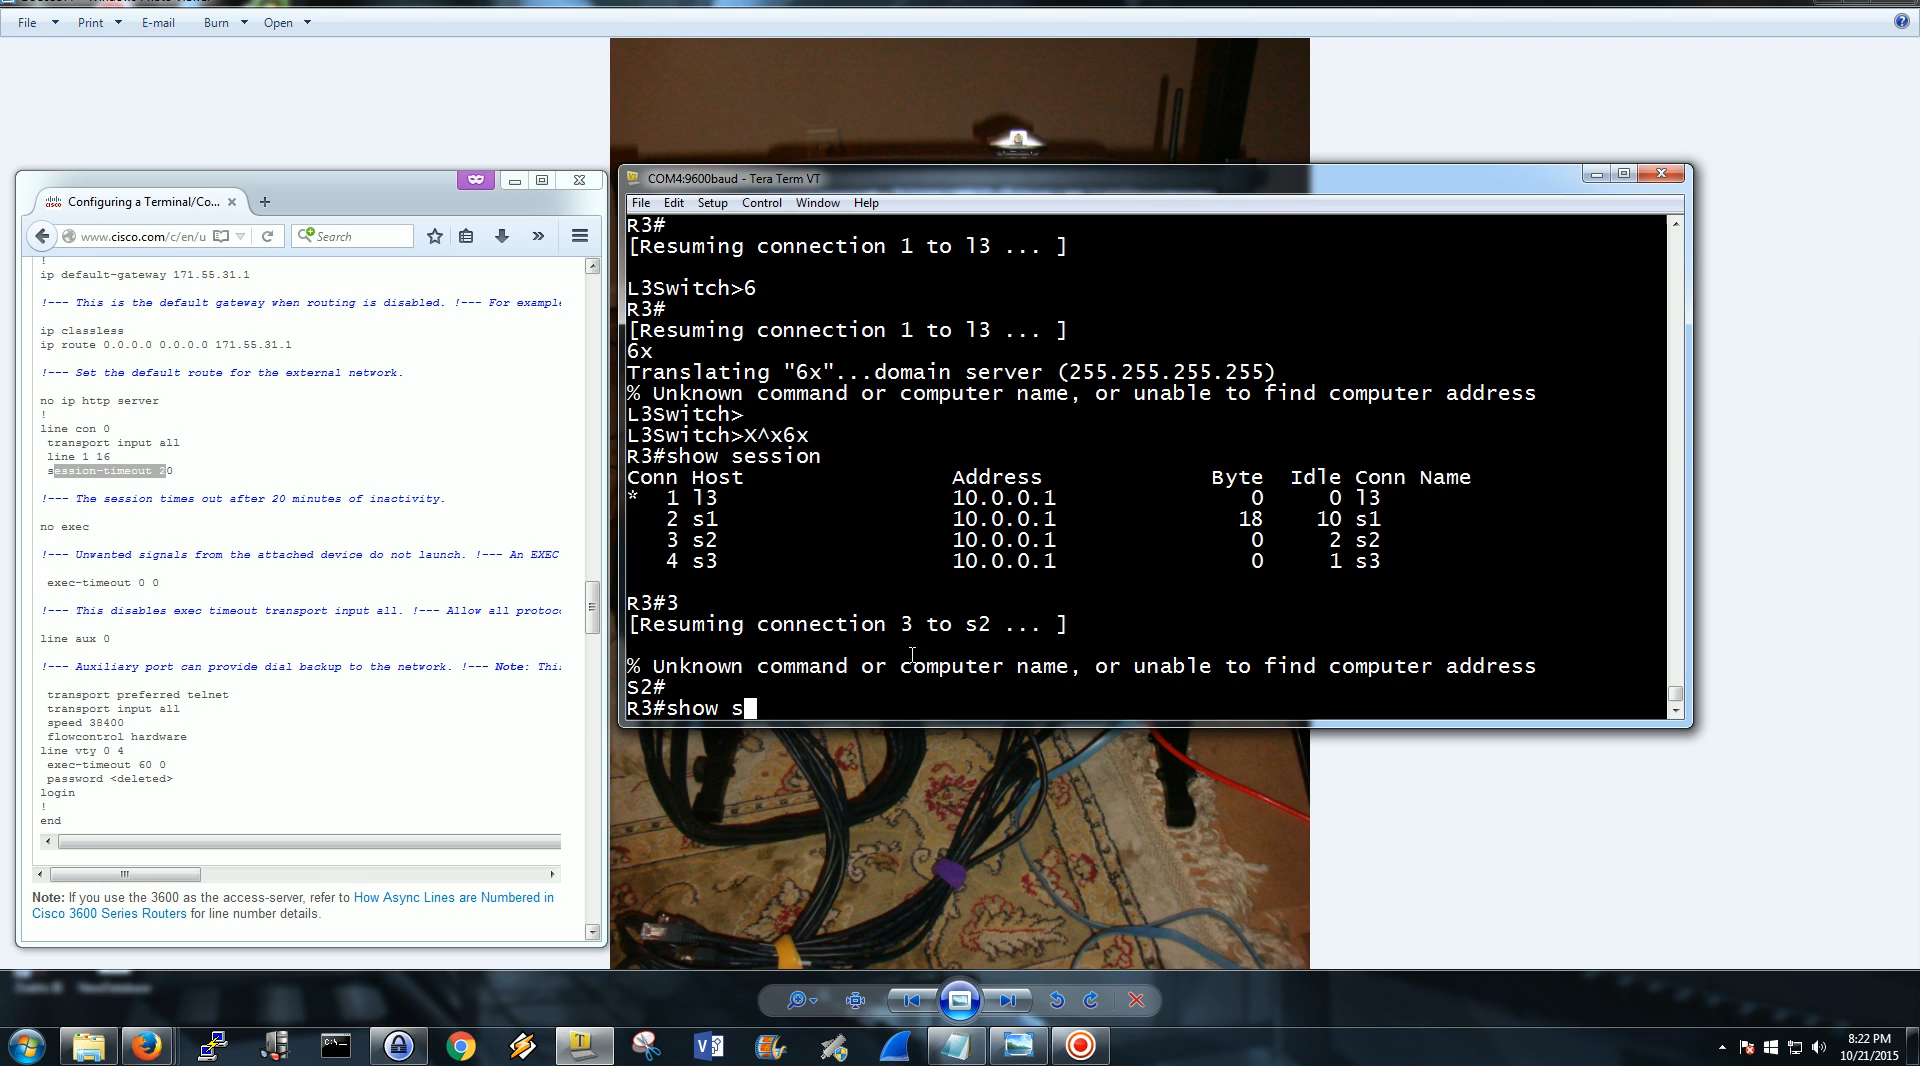 File Print E-mail Burn Open
Configuring a Terminal/Co...
cisco
www.cisco.com/c/en/u
Search
!
ip default-gateway 171.55.31.1
!--- This is the default gateway when routing is disabled. !--- For example
ip classless
ip route 0.0.0.0 0.0.0.0 171.55.31.1
!--- Set the default route for the external network.
no ip http server
!
line con 0
transport input all
line 1 16
session-timeout 20
!--- The session times out after 20 minutes of inactivity.
no exec
!--- Unwanted signals from the attached device do not launch. !--- An EXEC
exec-timeout 0 0
!--- This disables exec timeout transport input all. !--- Allow all protoc
line aux 0
!--- Auxiliary port can provide dial backup to the network. !--- Note: Thi
transport preferred telnet
transport input all
speed 38400
flowcontrol hardware
line vty 0 4
exec-timeout 60 0
password <deleted>
login
!
end
Note: If you use the 3600 as the access-server, refer to How Async Lines are Numbered in
Cisco 3600 Series Routers for line number details.
COM4:9600baud - Tera Term VT
File Edit Setup Control Window Help
R3#
[Resuming connection 1 to l3 ... ]
L3Switch>6
R3#
[Resuming connection 1 to l3 ... ]
6x
Translating "6x"...domain server (255.255.255.255)
% Unknown command or computer name, or unable to find computer address
L3Switch>
L3Switch>X^x6x
R3#show session
Conn Host Address Byte Idle Conn Name
* 1 l3 10.0.0.1 0 0 l3
2 s1 10.0.0.1 18 10 s1
3 s2 10.0.0.1 0 2 s2
4 s3 10.0.0.1 0 1 s3
R3#3
[Resuming connection 3 to s2 ... ]
% Unknown command or computer name, or unable to find computer address
S2#
R3#show s
8:22 PM
10/21/2015